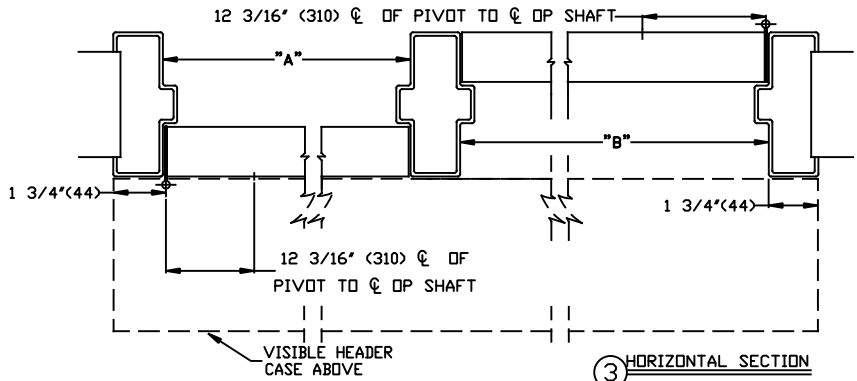 12 3/16" (310) ℄ OF PIVOT TO ℄ OP SHAFT
"A"
"B"
1 3/4"(44)
1 3/4"(44)
12 3/16" (310) ℄ OF
PIVOT TO ℄ OP SHAFT
VISIBLE HEADER
CASE ABOVE
3 HORIZONTAL SECTION